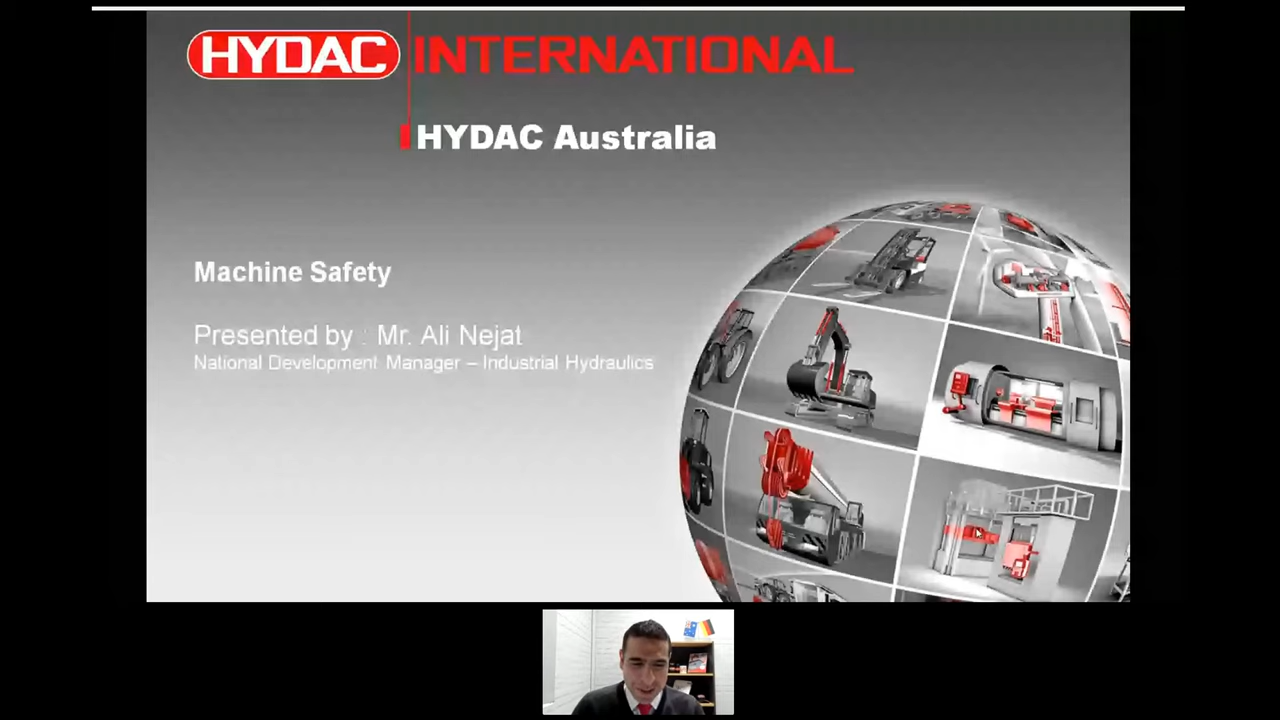 HYDAC INTERNATIONAL
HYDAC Australia
Machine Safety
Presented by : Mr. Ali Nejat
National Development Manager – Industrial Hydraulics